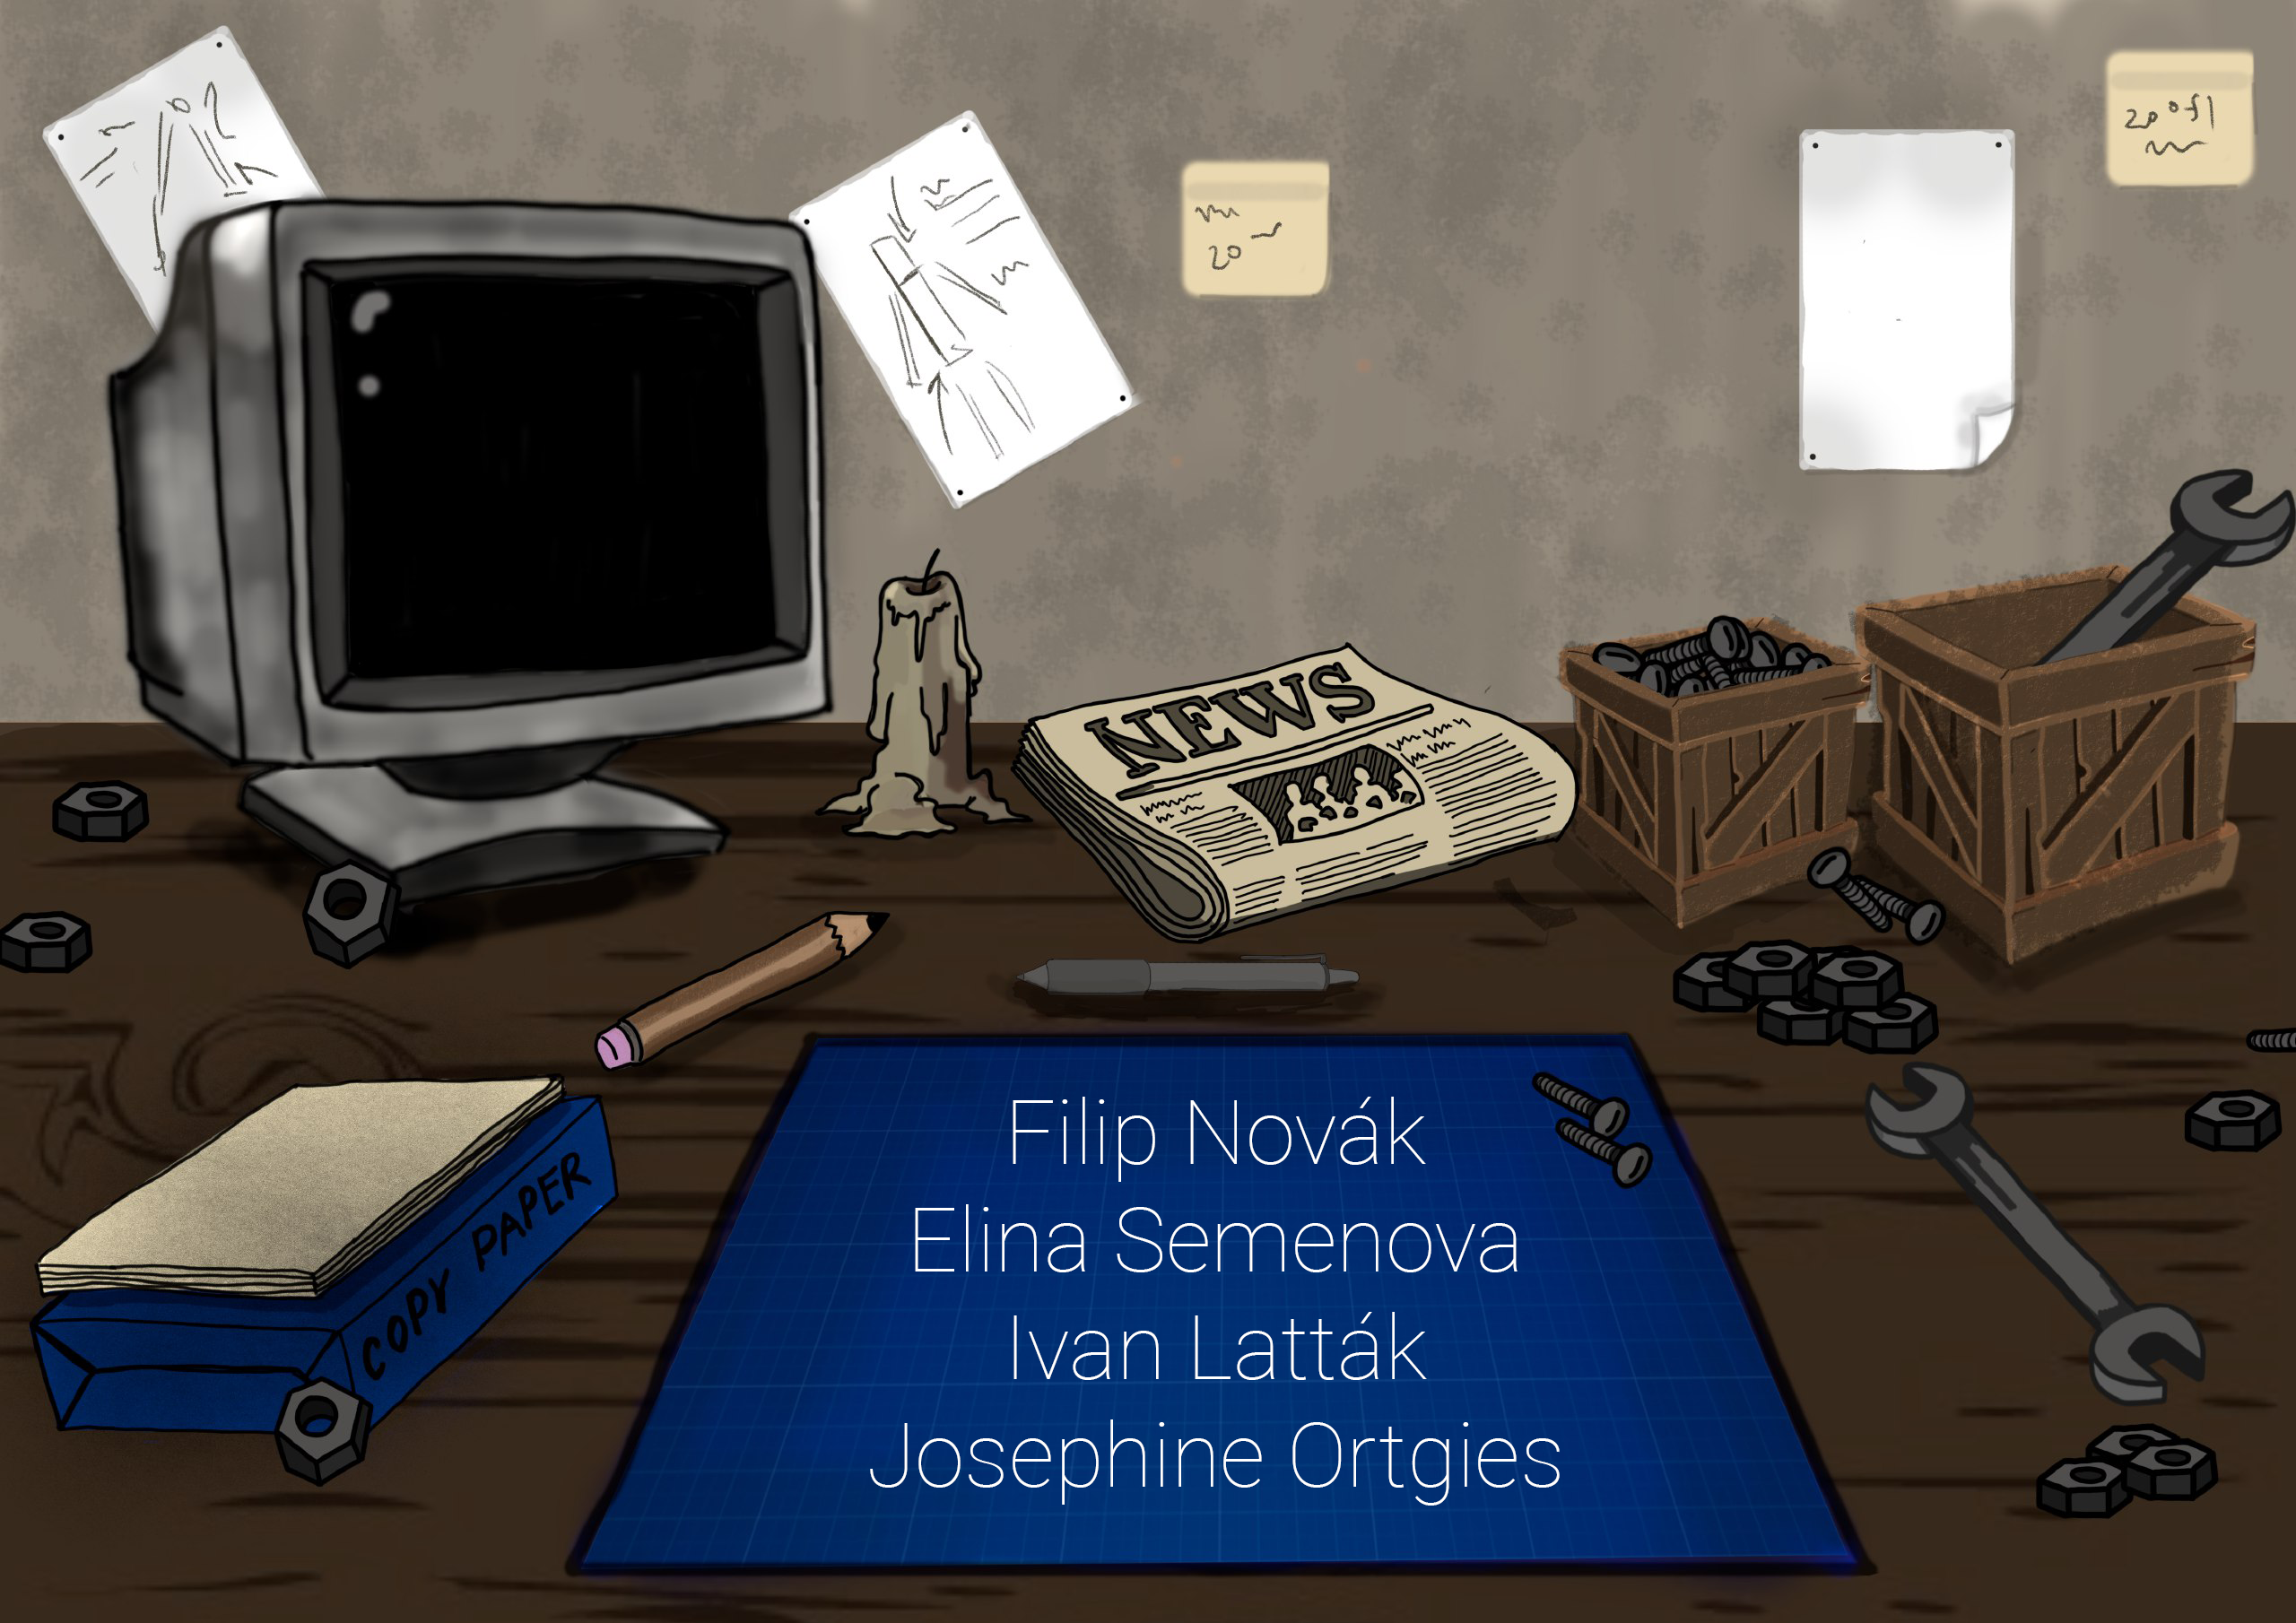 NEWS
COPY PAPER
Filip Novák
Elina Semenova
Ivan Latták
Josephine Ortgies